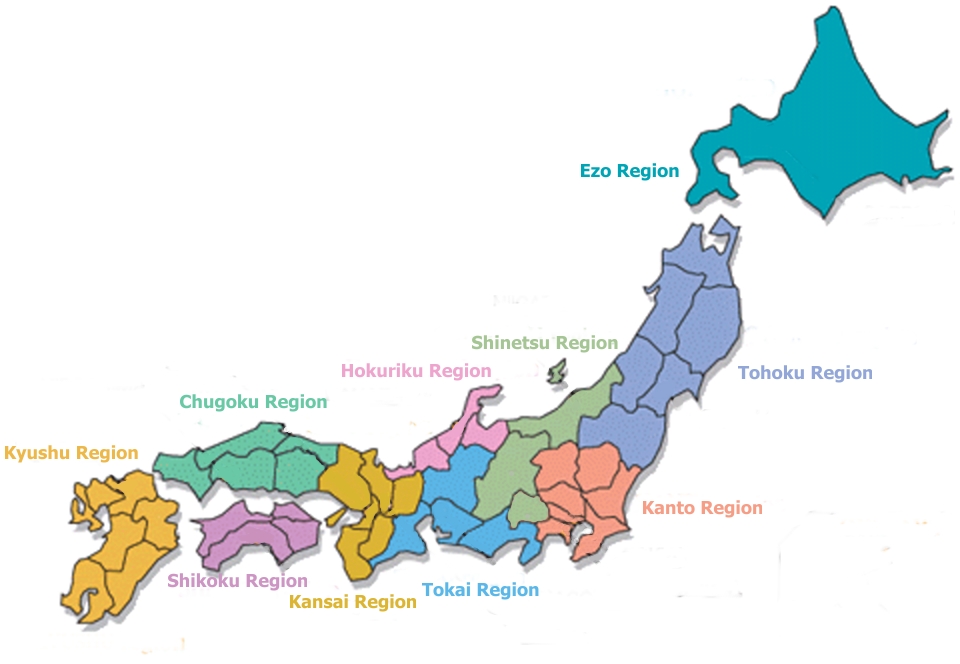 Ezo Region
Shinetsu Region
Hokuriku Region
Tohoku Region
Chugoku Region
Kyushu Region
Kanto Region
Shikoku Region
Tokai Region
Kansai Region